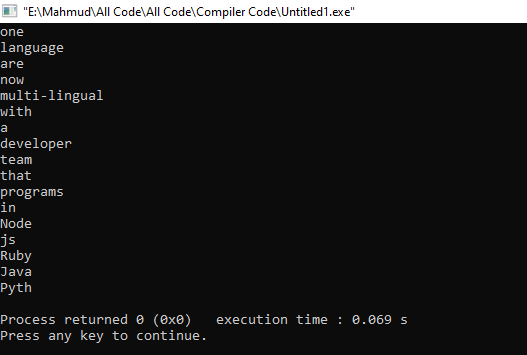 "E:\Mahmud\All Code\All Code\Compiler Code\Untitled1.exe"
one
language
are
now
multi-lingual
with
a
developer
team
that
programs
in
Node
js
Ruby
Java
Pyth
Process returned 0 (0x0)   execution time : 0.069 s
Press any key to continue.